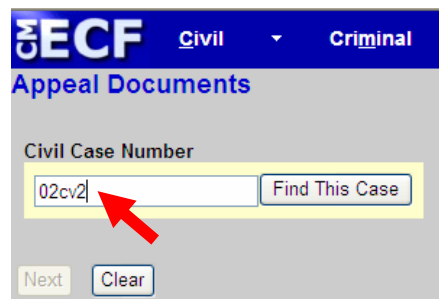 CM ECF Civil Criminal
Appeal Documents
Civil Case Number
02cv2 Find This Case
Next Clear